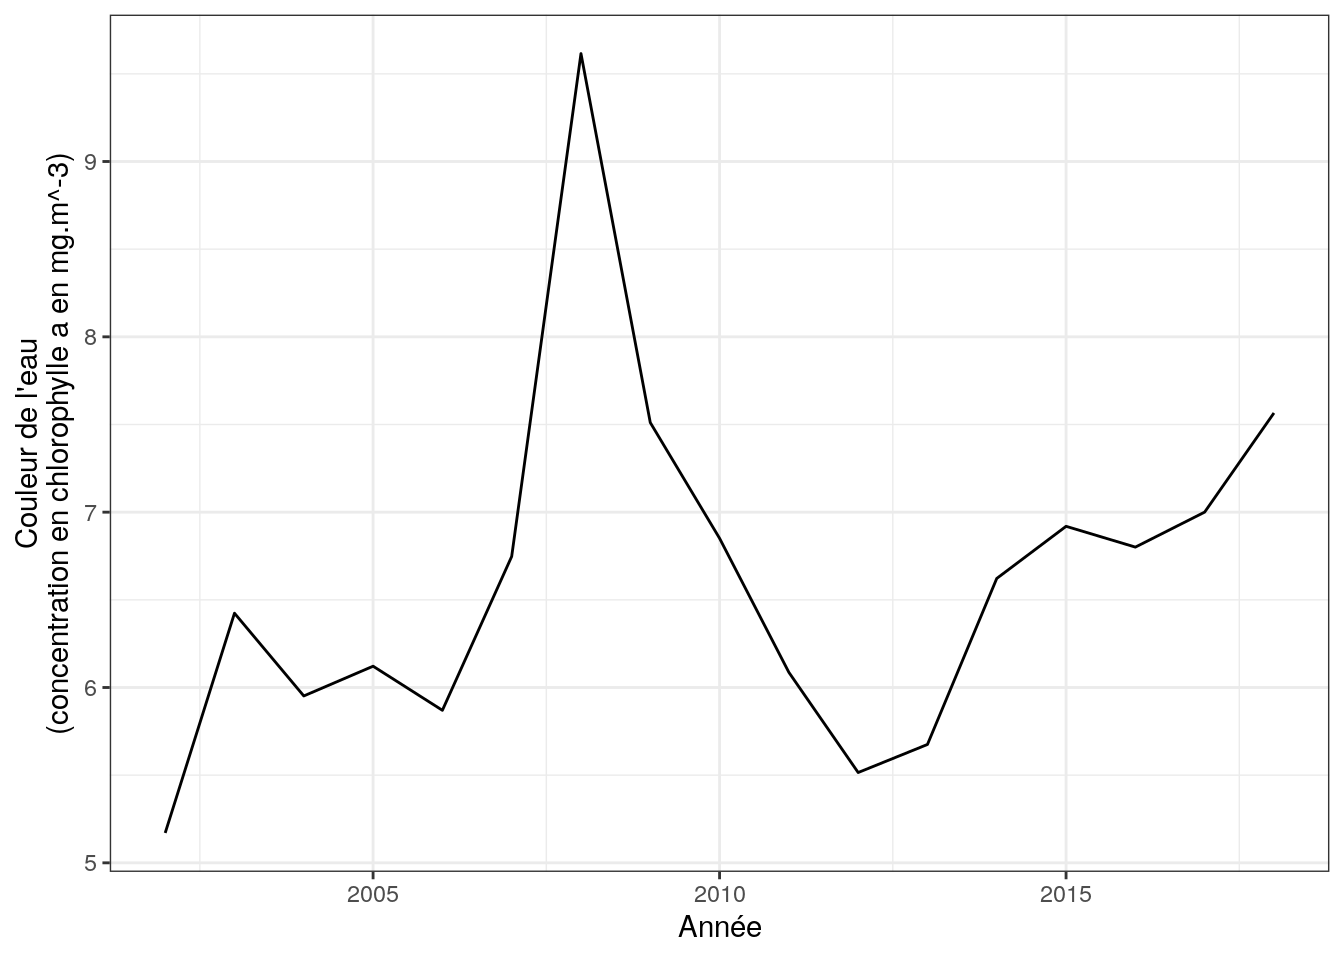 Couleur de l'eau
(concentration en chlorophylle a en mg.m^-3)
9
8
7
6
5
2005
2010
2015
Année